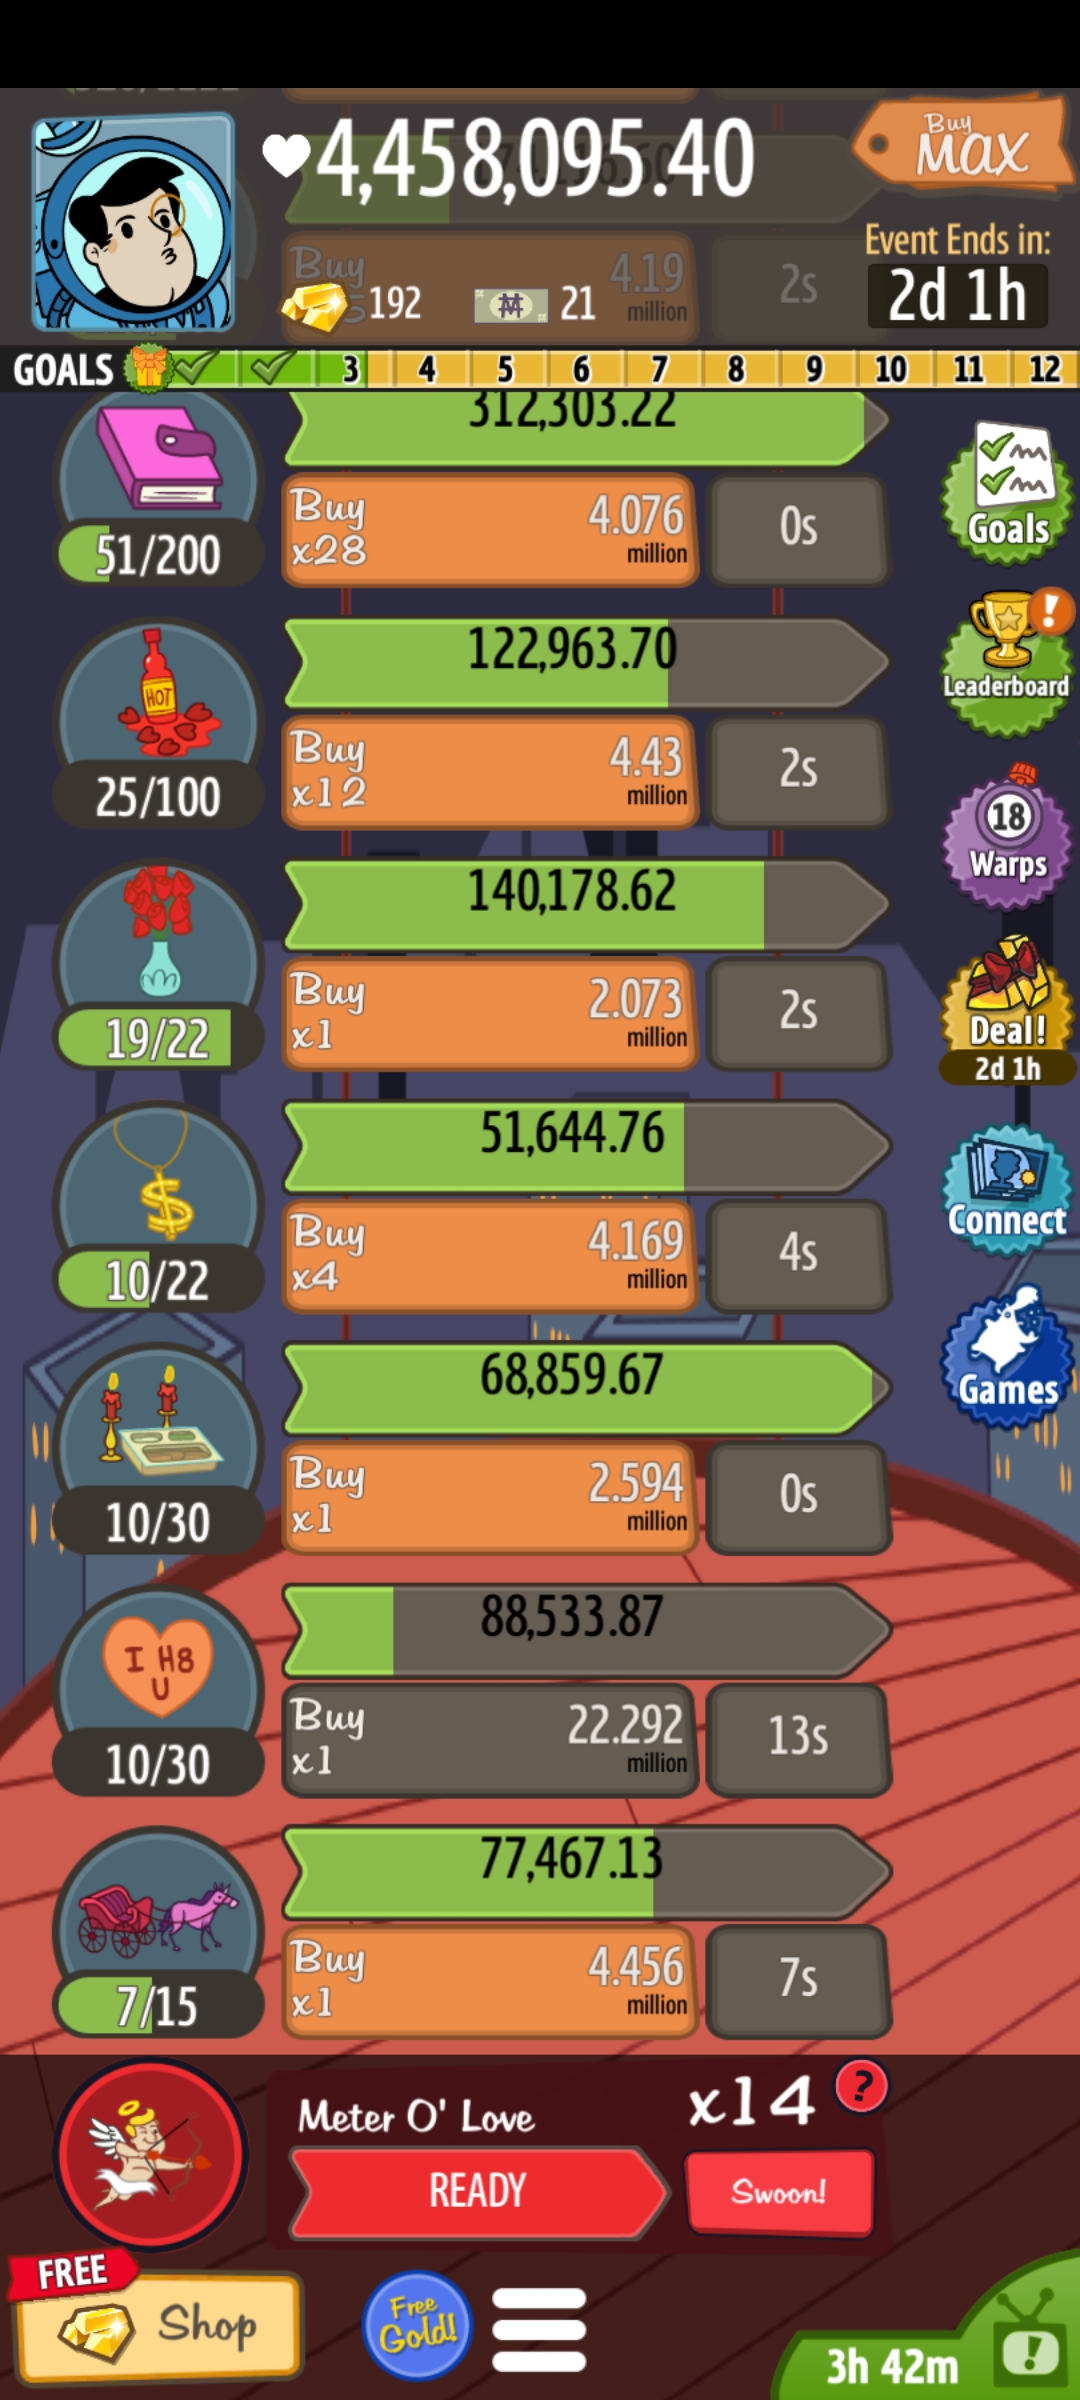 4,458,095.40
Buy
MAX
Event Ends in:
2d 1h
Buy
4.19
million
2s
192
21
GOALS 3 4 5 6 7 8 9 10 11 12
312,303.22
Buy
x28
4.076
million
0s
51/200
Goals
122,963.70
HOT
Buy
x12
4.43
million
2s
25/100
!
Leaderboard
140,178.62
Buy
x1
2.073
million
2s
19/22
18
Warps
Deal!
2d 1h
51,644.76
$
Buy
x4
4.169
million
4s
10/22
Connect
68,859.67
Buy
x1
2.594
million
0s
10/30
Games
88,533.87
I H8
U
Buy
x1
22.292
million
13s
10/30
77,467.13
Buy
x1
4.456
million
7s
7/15
Meter O' Love
x14
?
READY
Swoon!
FREE
Shop
Free
Gold!
3h 42m
!